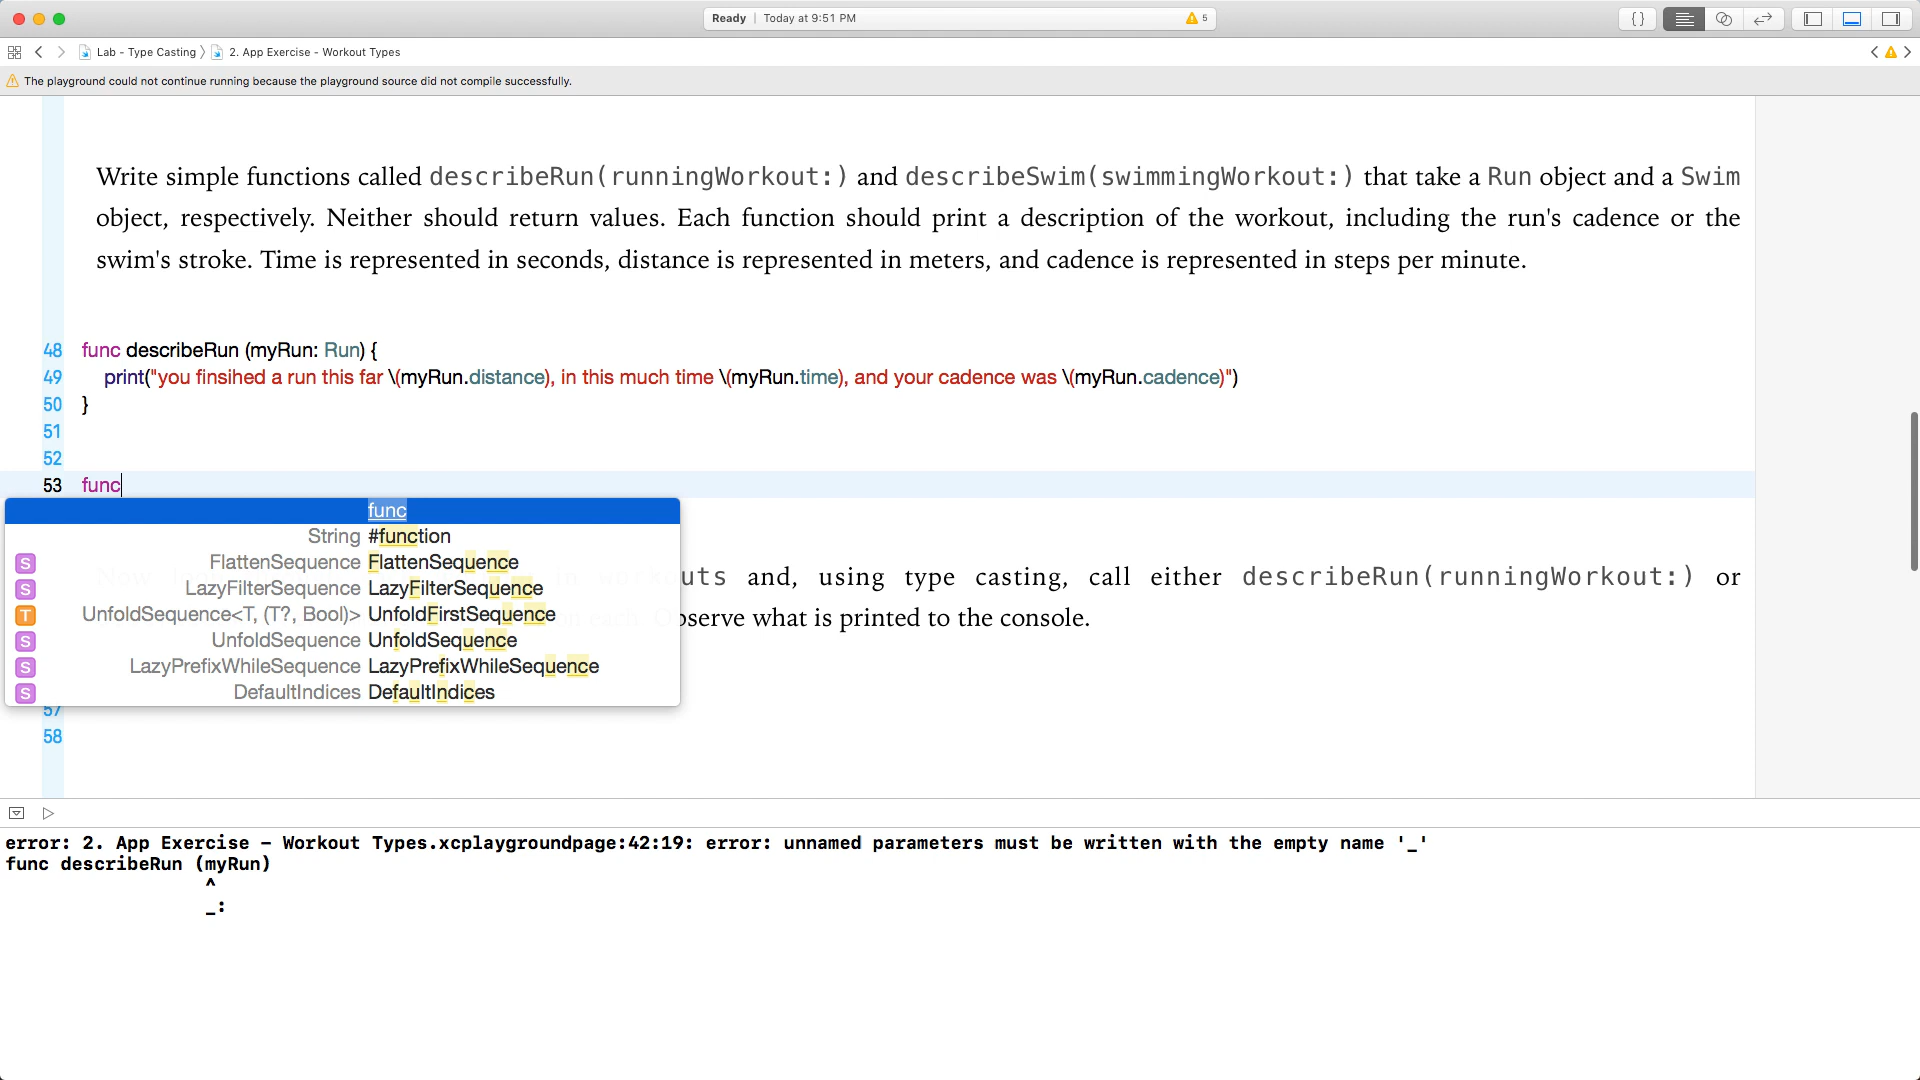 Ready | Today at 9:51 PM
5
{ }
Lab - Type Casting 〉 2. App Exercise - Workout Types
The playground could not continue running because the playground source did not compile successfully.
Write simple functions called describeRun(runningWorkout:) and describeSwim(swimmingWorkout:) that take a Run object and a Swim
object, respectively. Neither should return values. Each function should print a description of the workout, including the run's cadence or the
swim's stroke. Time is represented in seconds, distance is represented in meters, and cadence is represented in steps per minute.
48 func describeRun (myRun: Run) {
49 print("you finsihed a run this far \(myRun.distance), in this much time \(myRun.time), and your cadence was \(myRun.cadence)")
50 }
51
52
53 func
func
String #function
S FlattenSequence FlattenSequence
Now in workouts and, using type casting, call either describeRun(runningWorkout:) or
S LazyFilterSequence LazyFilterSequence
T UnfoldSequence<T, (T?, Bool)> UnfoldFirstSequence
on each. Observe what is printed to the console.
S UnfoldSequence UnfoldSequence
S LazyPrefixWhileSequence LazyPrefixWhileSequence
S DefaultIndices DefaultIndices
57
58
error: 2. App Exercise - Workout Types.xcplaygroundpage:42:19: error: unnamed parameters must be written with the empty name '_'
func describeRun (myRun)
^
_: